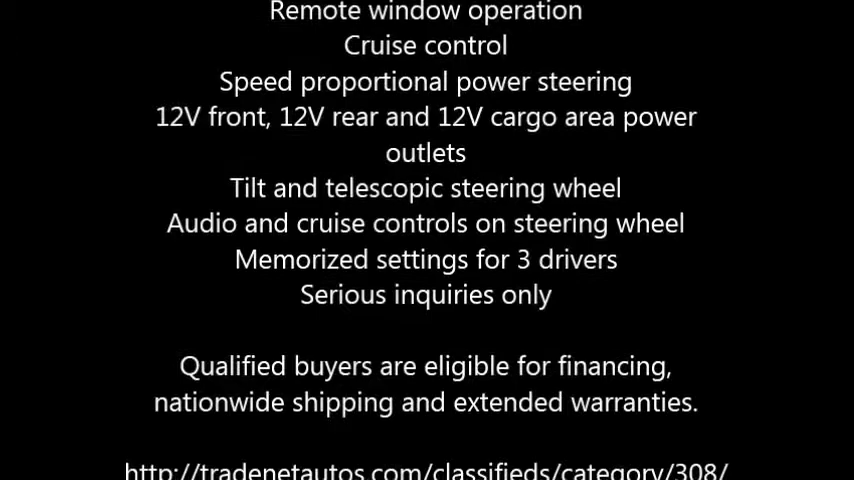 Remote window operation
Cruise control
Speed proportional power steering
12V front, 12V rear and 12V cargo area power
outlets
Tilt and telescopic steering wheel
Audio and cruise controls on steering wheel
Memorized settings for 3 drivers
Serious inquiries only
Qualified buyers are eligible for financing,
nationwide shipping and extended warranties.
http://tradenetautos.com/classifieds/category/308/